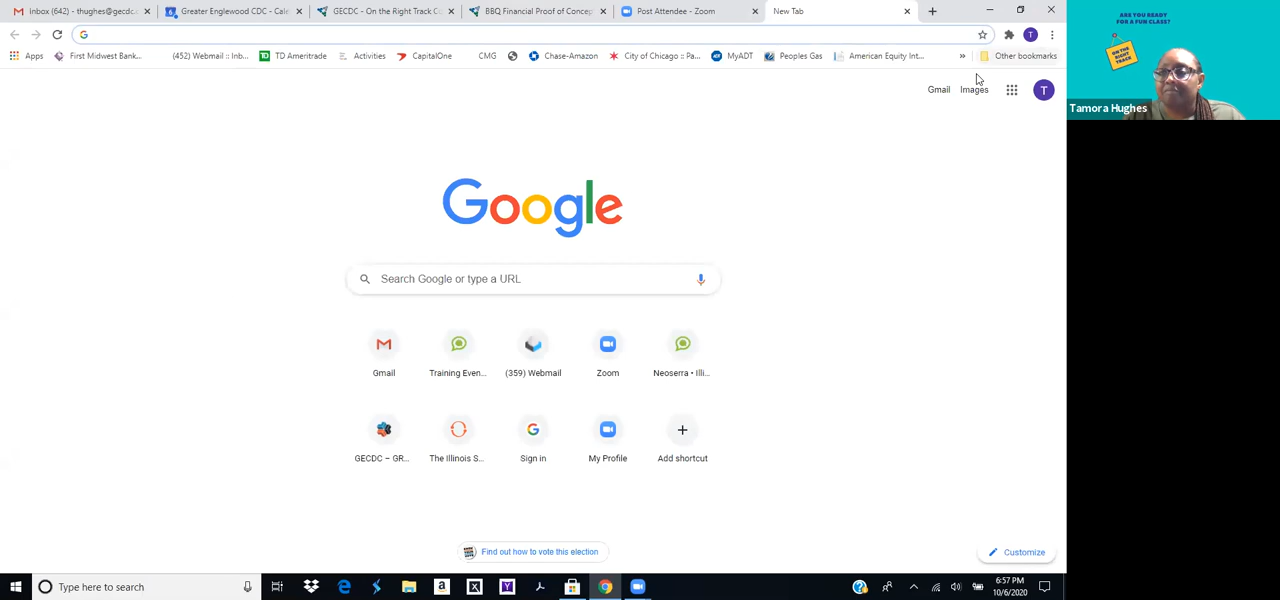 Inbox (642) - thughes@gecdc.o
Greater Englewood CDC - Cale
GECDC - On the Right Track Co
BBQ Financial Proof of Concep
Post Attendee - Zoom
New Tab
Apps
First Midwest Bank...
(452) Webmail :: Inb...
TD Ameritrade
Activities
CapitalOne
CMG
Chase-Amazon
City of Chicago :: Pa...
MyADT
Peoples Gas
American Equity Int...
»
Other bookmarks
Gmail
Images
T
Google
Search Google or type a URL
Gmail
Training Even...
(359) Webmail
Zoom
Neoserra • Illi...
GECDC – GR...
The Illinois S...
Sign in
My Profile
Add shortcut
Find out how to vote this election
Customize
Type here to search
6:57 PM
10/6/2020
ARE YOU READY
FOR A FUN CLASS?
ON THE
RIGHT
TRACK
Tamora Hughes